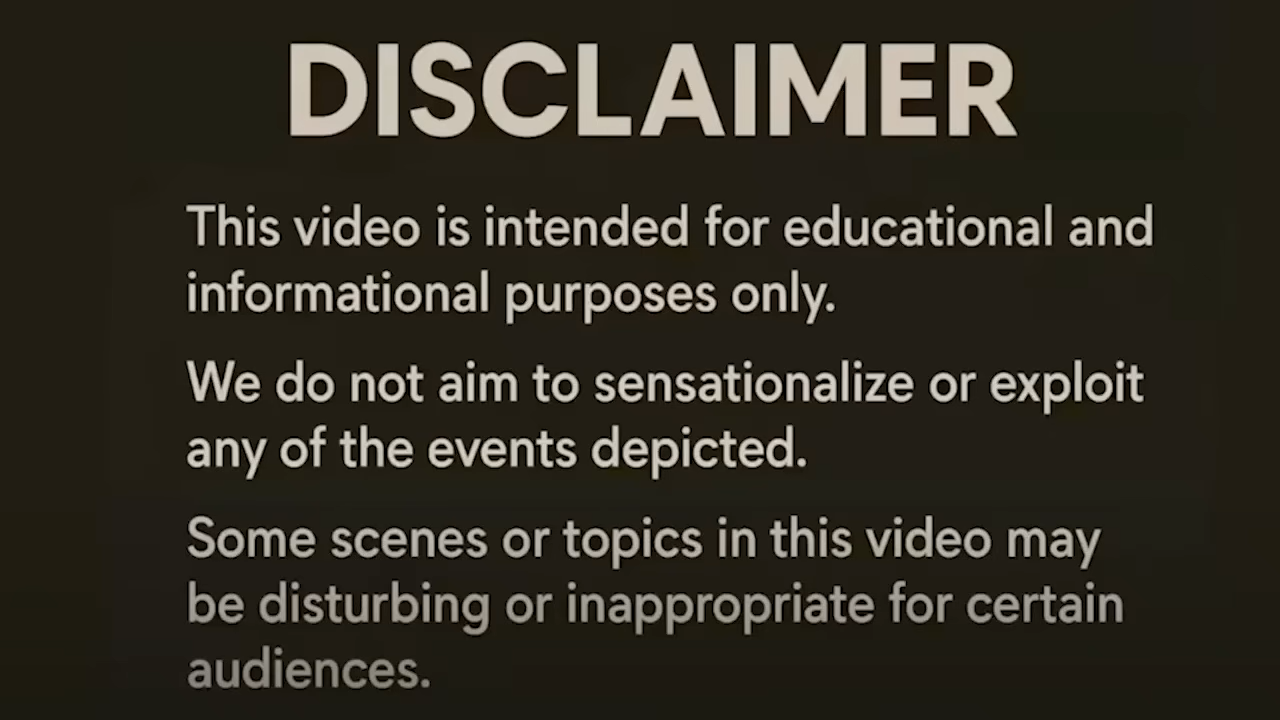 DISCLAIMER
This video is intended for educational and
informational purposes only.
We do not aim to sensationalize or exploit
any of the events depicted.
Some scenes or topics in this video may
be disturbing or inappropriate for certain
audiences.